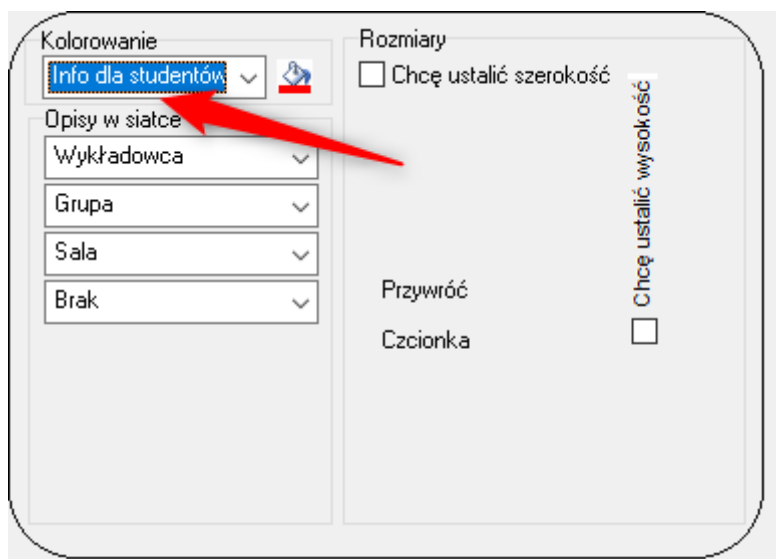 Kolorowanie
Info dla studentów
Opisy w siatce
Wykładowca
Grupa
Sala
Brak
Rozmiary
Chcę ustalić szerokość
Chcę ustalić wysokość
Przywróć
Czcionka